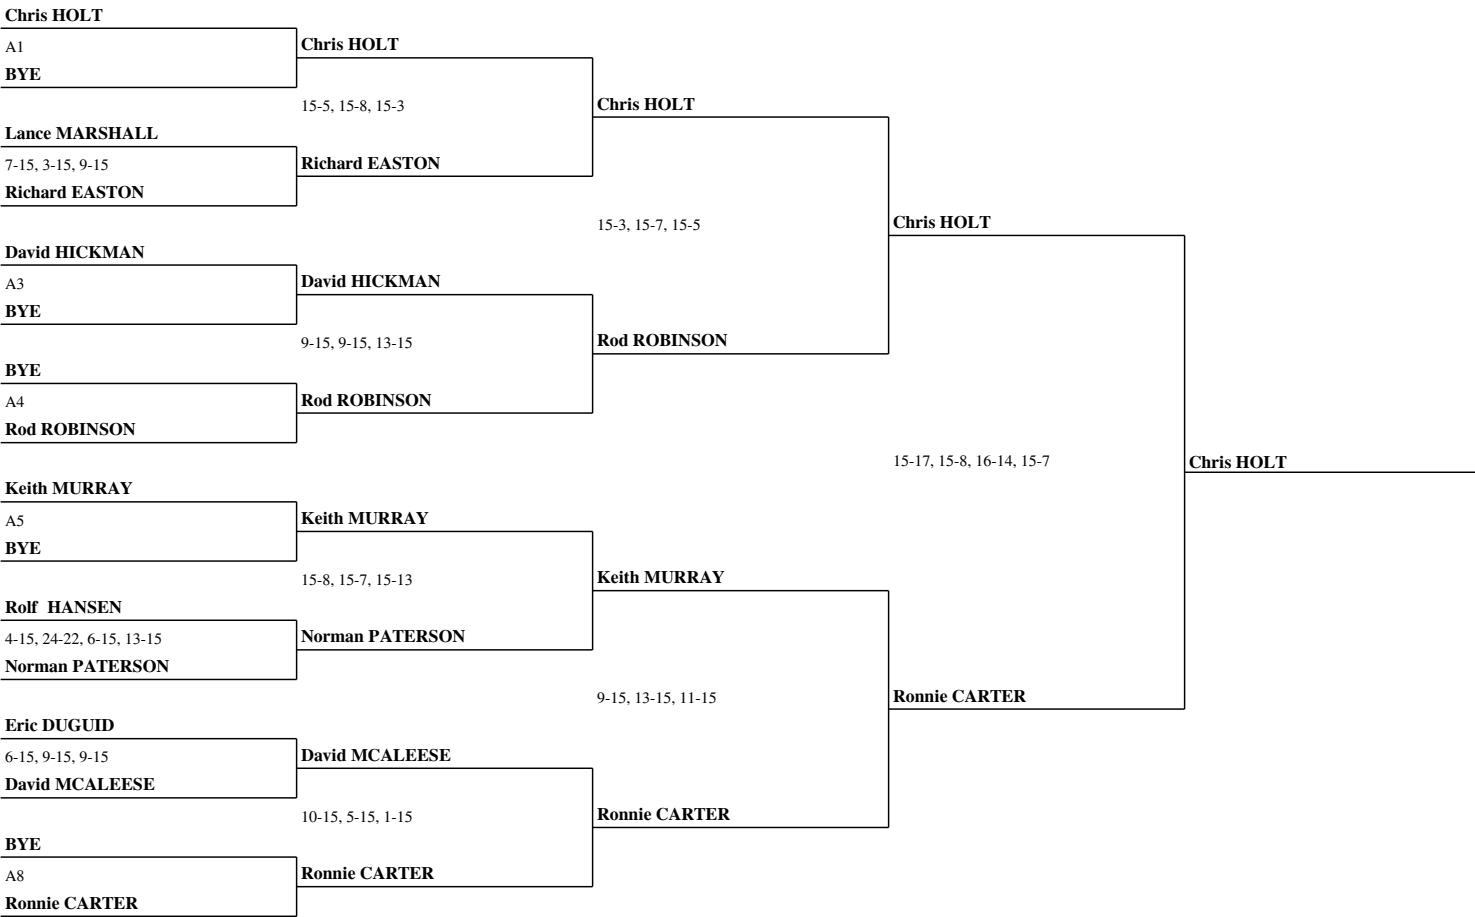 Chris HOLT
A1
BYE
Lance MARSHALL
7-15, 3-15, 9-15
Richard EASTON
David HICKMAN
A3
BYE
BYE
A4
Rod ROBINSON
Keith MURRAY
A5
BYE
Rolf  HANSEN
4-15, 24-22, 6-15, 13-15
Norman PATERSON
Eric DUGUID
6-15, 9-15, 9-15
David MCALEESE
BYE
A8
Ronnie CARTER
Chris HOLT
15-5, 15-8, 15-3
Richard EASTON
David HICKMAN
9-15, 9-15, 13-15
Rod ROBINSON
Keith MURRAY
15-8, 15-7, 15-13
Norman PATERSON
David MCALEESE
10-15, 5-15, 1-15
Ronnie CARTER
Chris HOLT
15-3, 15-7, 15-5
Rod ROBINSON
Keith MURRAY
9-15, 13-15, 11-15
Ronnie CARTER
Chris HOLT
15-17, 15-8, 16-14, 15-7
Ronnie CARTER
Chris HOLT